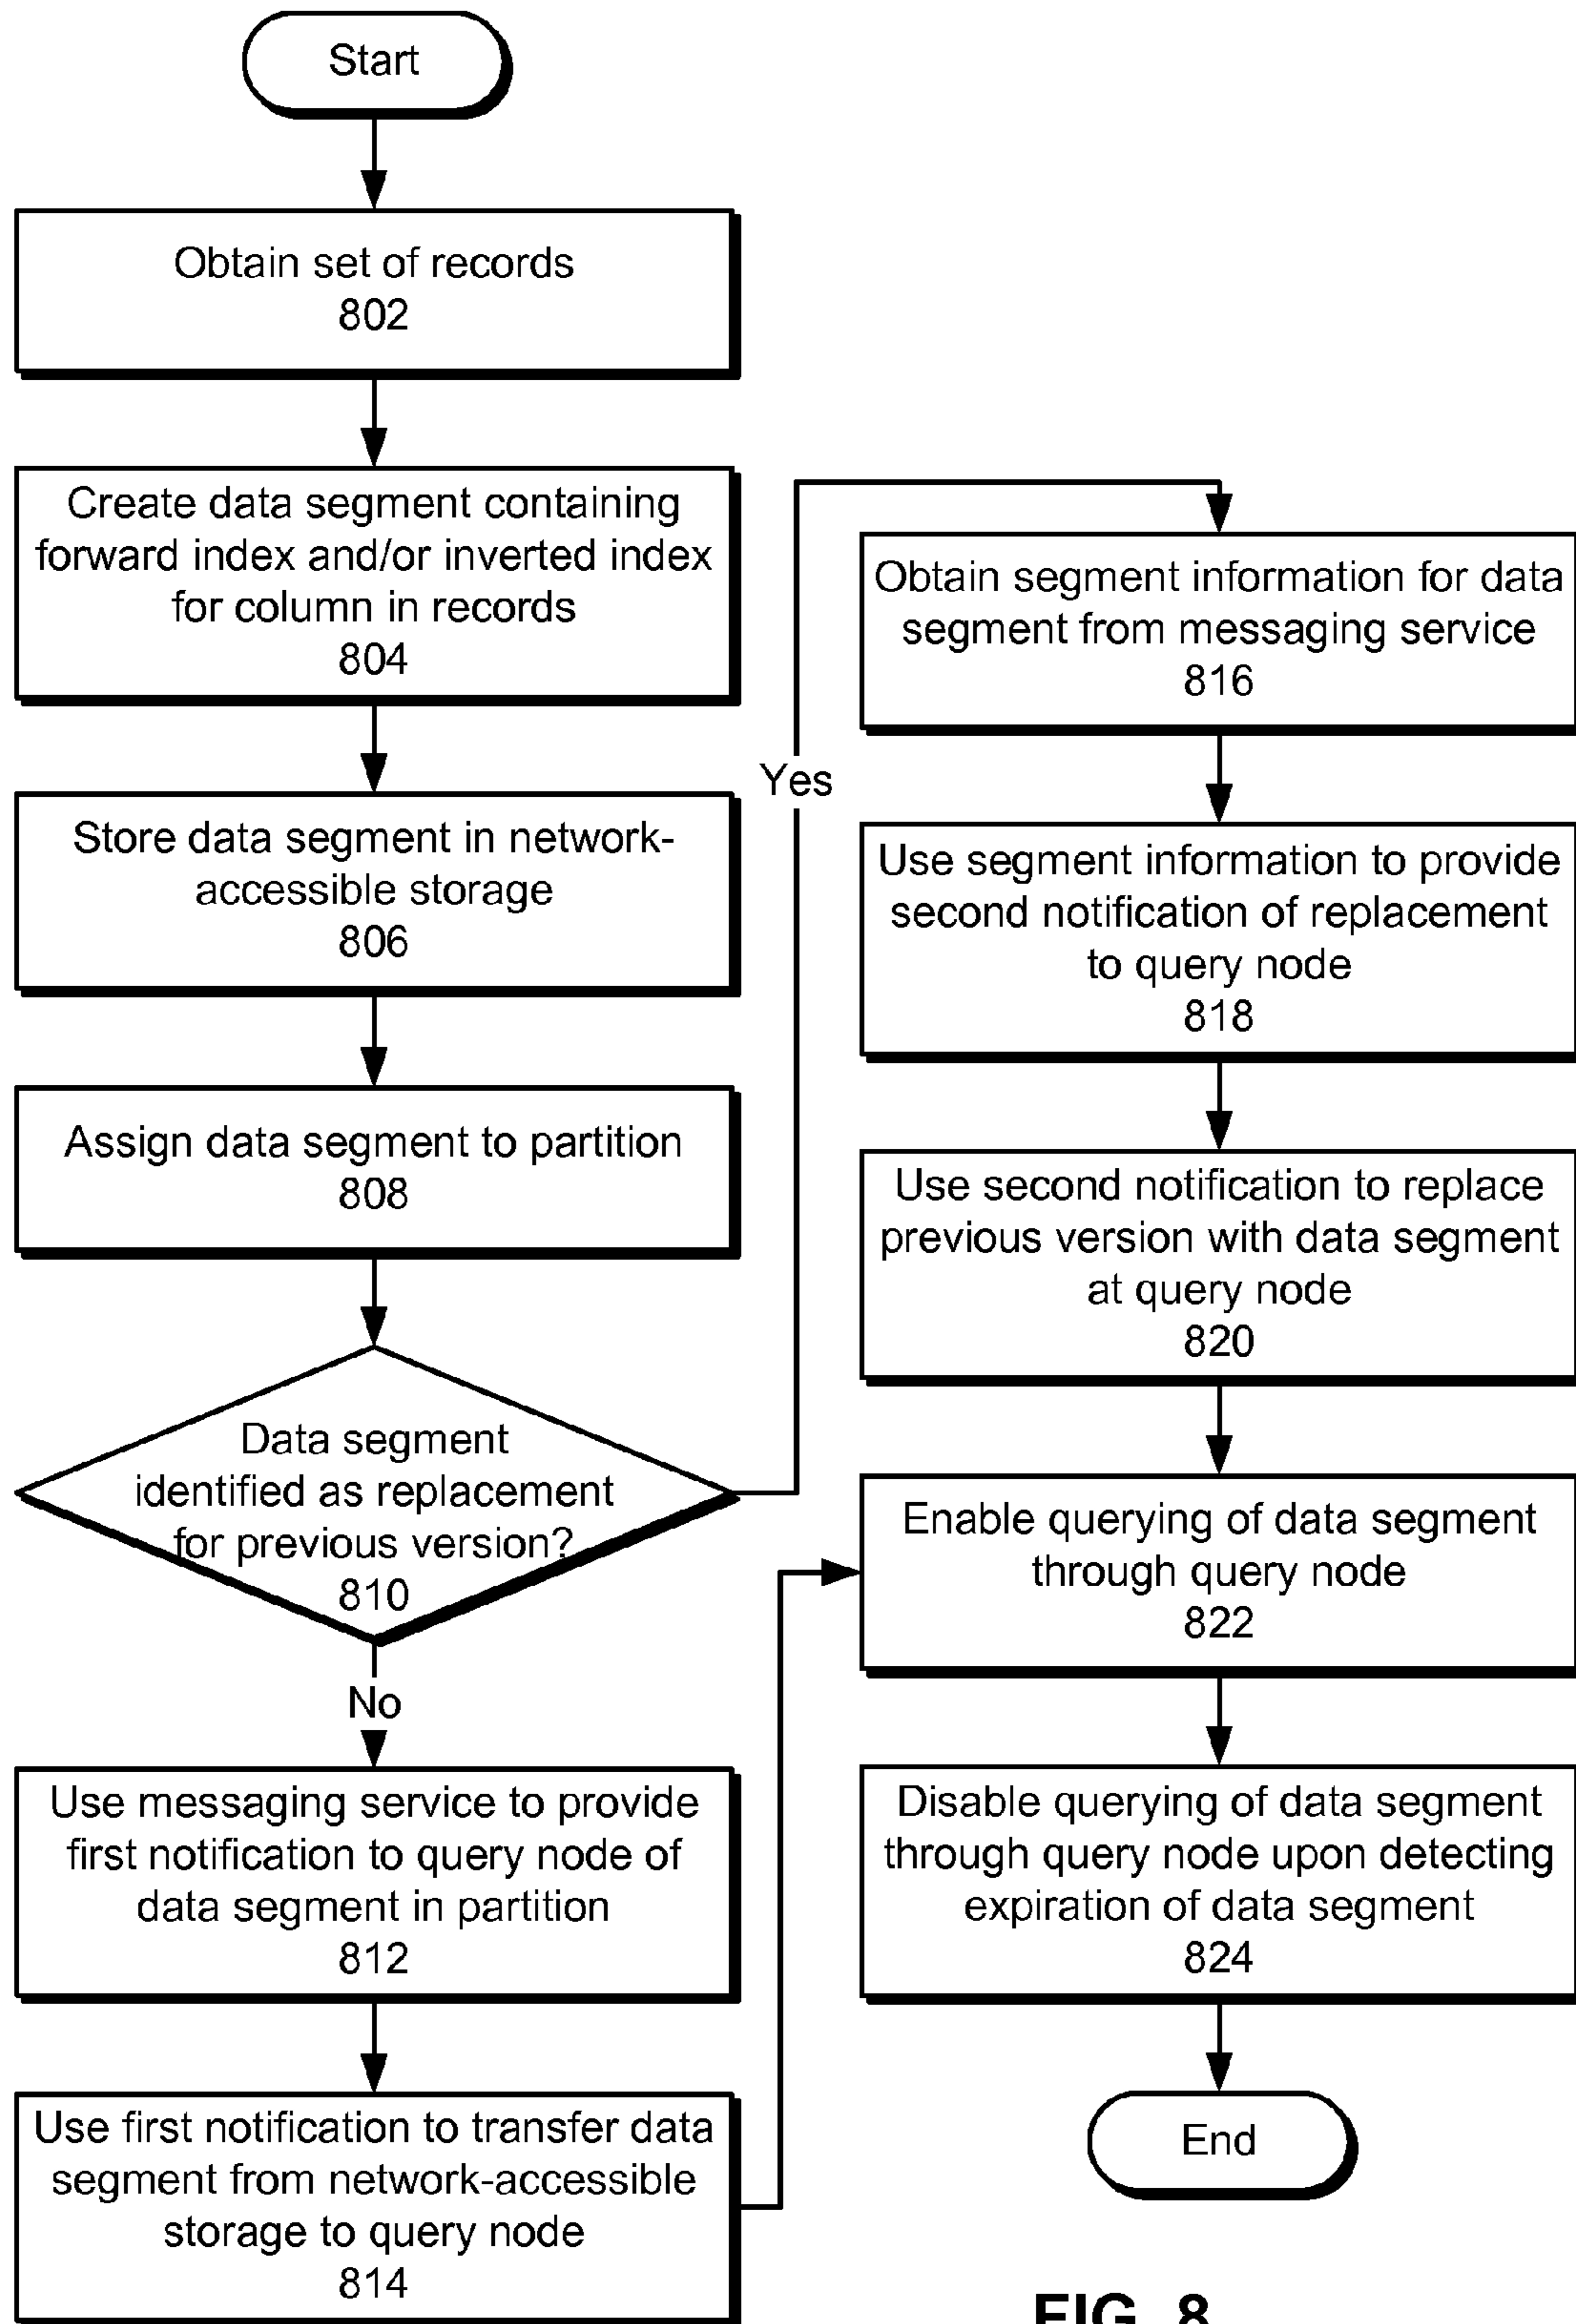 Start
Obtain set of records
802
Create data segment containing
forward index and/or inverted index
for column in records
804
Store data segment in network-
accessible storage
806
Assign data segment to partition
808
Data segment
identified as replacement
for previous version?
810
Yes
No
Use messaging service to provide
first notification to query node of
data segment in partition
812
Use first notification to transfer data
segment from network-accessible
storage to query node
814
Obtain segment information for data
segment from messaging service
816
Use segment information to provide
second notification of replacement
to query node
818
Use second notification to replace
previous version with data segment
at query node
820
Enable querying of data segment
through query node
822
Disable querying of data segment
through query node upon detecting
expiration of data segment
824
End
FIG. 8